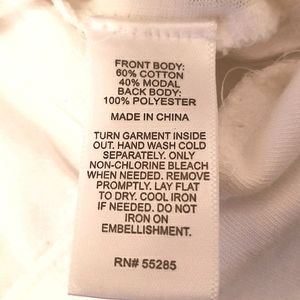 FRONT BODY:
60% COTTON
40% MODAL
BACK BODY:
100% POLYESTER
MADE IN CHINA
TURN GARMENT INSIDE
OUT. HAND WASH COLD
SEPARATELY. ONLY
NON-CHLORINE BLEACH
WHEN NEEDED. REMOVE
PROMPTLY. LAY FLAT
TO DRY. COOL IRON
IF NEEDED. DO NOT
IRON ON
EMBELLISHMENT.
RN# 55285